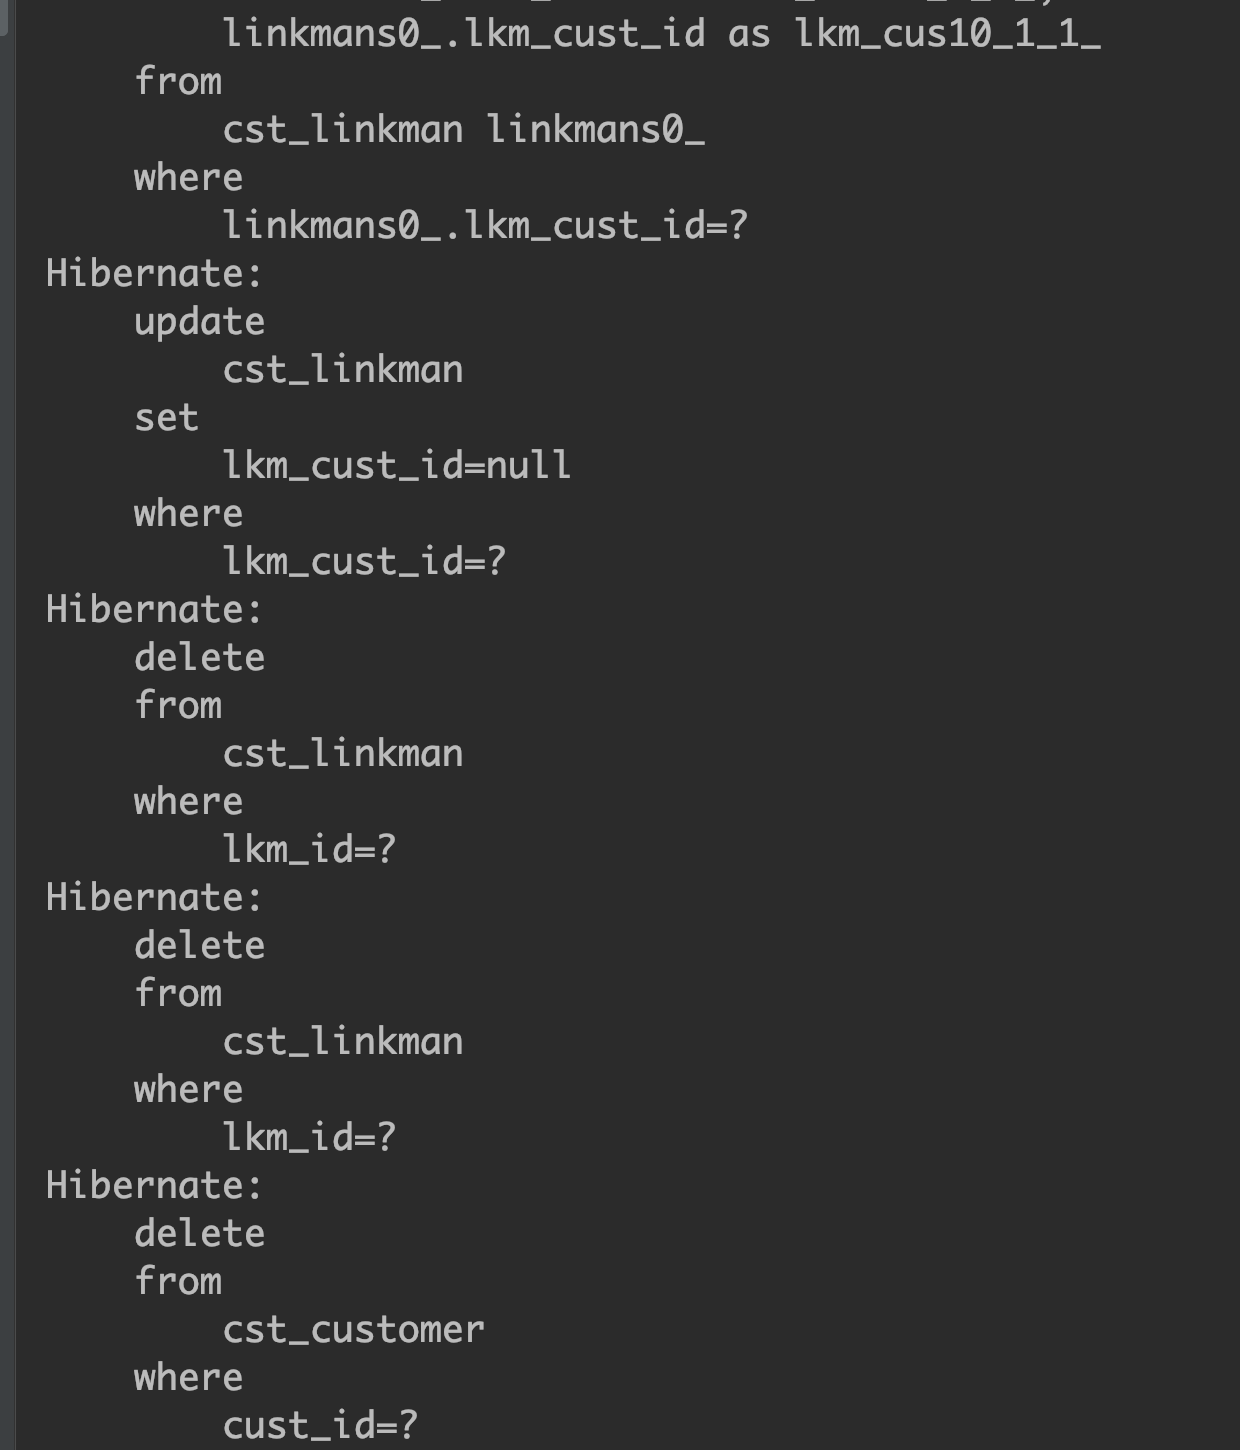 linkmans0_.lkm_cust_id as lkm_cus10_1_1_
from
cst_linkman linkmans0_
where
linkmans0_.lkm_cust_id=?
Hibernate:
update
cst_linkman
set
lkm_cust_id=null
where
lkm_cust_id=?
Hibernate:
delete
from
cst_linkman
where
lkm_id=?
Hibernate:
delete
from
cst_linkman
where
lkm_id=?
Hibernate:
delete
from
cst_customer
where
cust_id=?